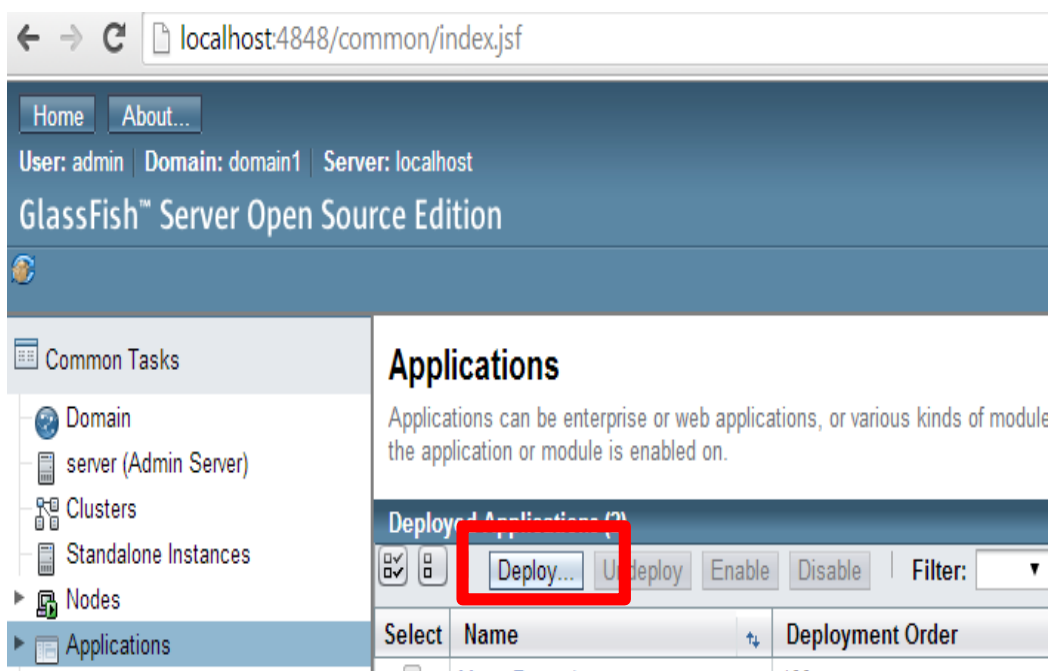 localhost:4848/common/index.jsf
Home About...
User: admin Domain: domain1 Server: localhost
GlassFish™ Server Open Source Edition
Common Tasks
Domain
server (Admin Server)
Clusters
Standalone Instances
Nodes
Applications
Applications
Applications can be enterprise or web applications, or various kinds of module
the application or module is enabled on.
Deployed Applications
Deploy... Undeploy Enable Disable Filter:
Select Name Deployment Order